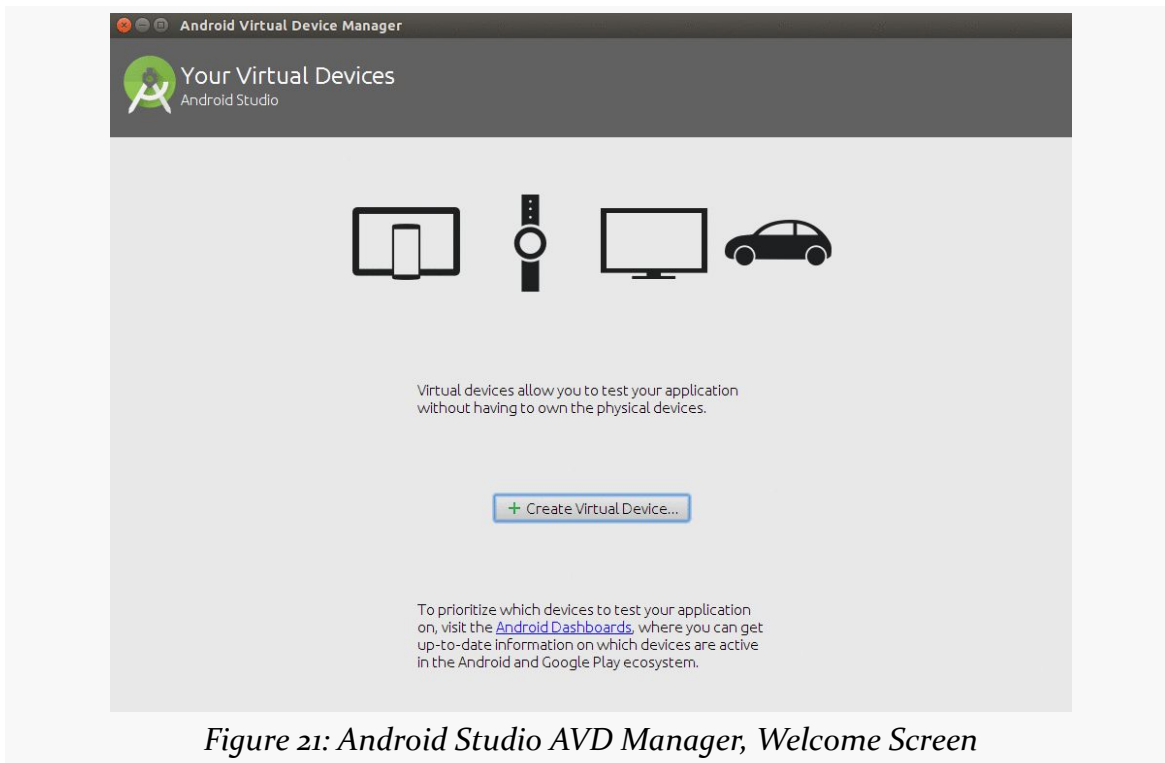 Android Virtual Device Manager
Your Virtual Devices
Android Studio
Virtual devices allow you to test your application
without having to own the physical devices.
+ Create Virtual Device...
To prioritize which devices to test your application
on, visit the Android Dashboards, where you can get
up-to-date information on which devices are active
in the Android and Google Play ecosystem.
Figure 21: Android Studio AVD Manager, Welcome Screen